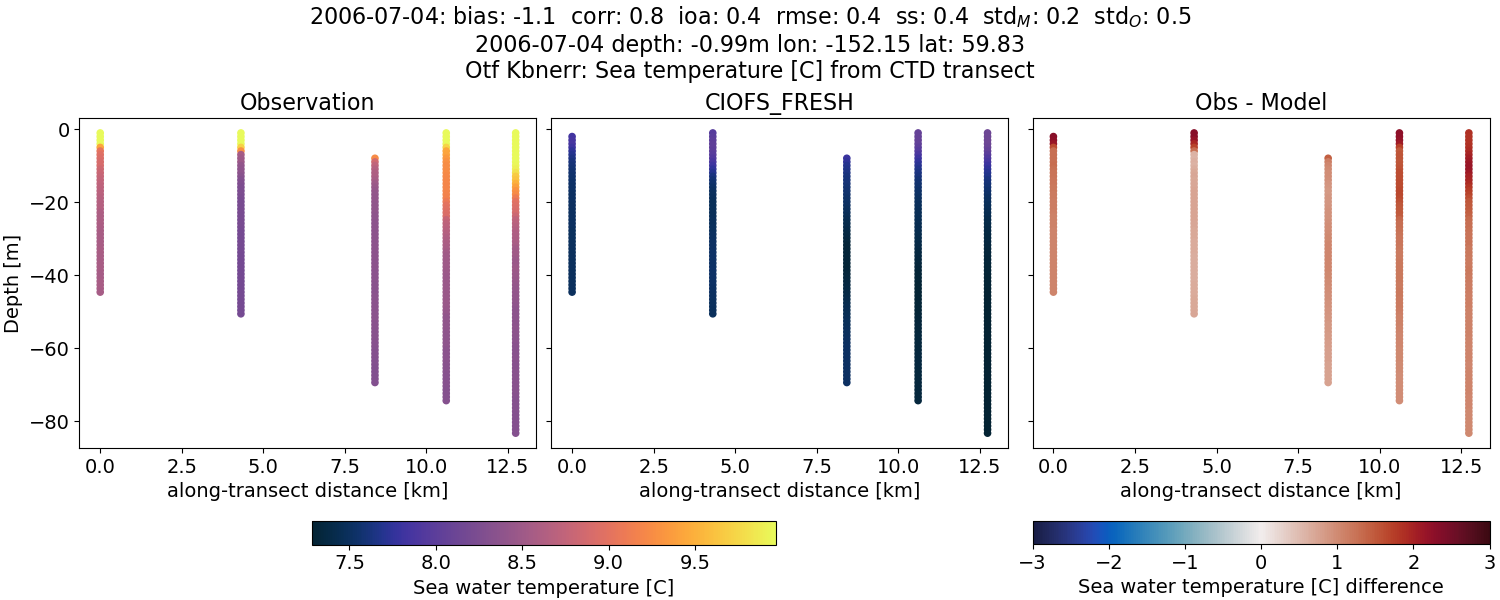 2006-07-04: bias: -1.1 corr: 0.8 ioa: 0.4 rmse: 0.4 ss: 0.4 std_M: 0.2 std_O: 0.5
2006-07-04 depth: -0.99m lon: -152.15 lat: 59.83
Otf Kbnerr: Sea temperature [C] from CTD transect
Observation
CIOFS_FRESH
Obs - Model
Depth [m]
0
−20
−40
−60
−80
0.0 2.5 5.0 7.5 10.0 12.5
along-transect distance [km]
0.0 2.5 5.0 7.5 10.0 12.5
along-transect distance [km]
0.0 2.5 5.0 7.5 10.0 12.5
along-transect distance [km]
7.5 8.0 8.5 9.0 9.5
Sea water temperature [C]
−3 −2 −1 0 1 2 3
Sea water temperature [C] difference